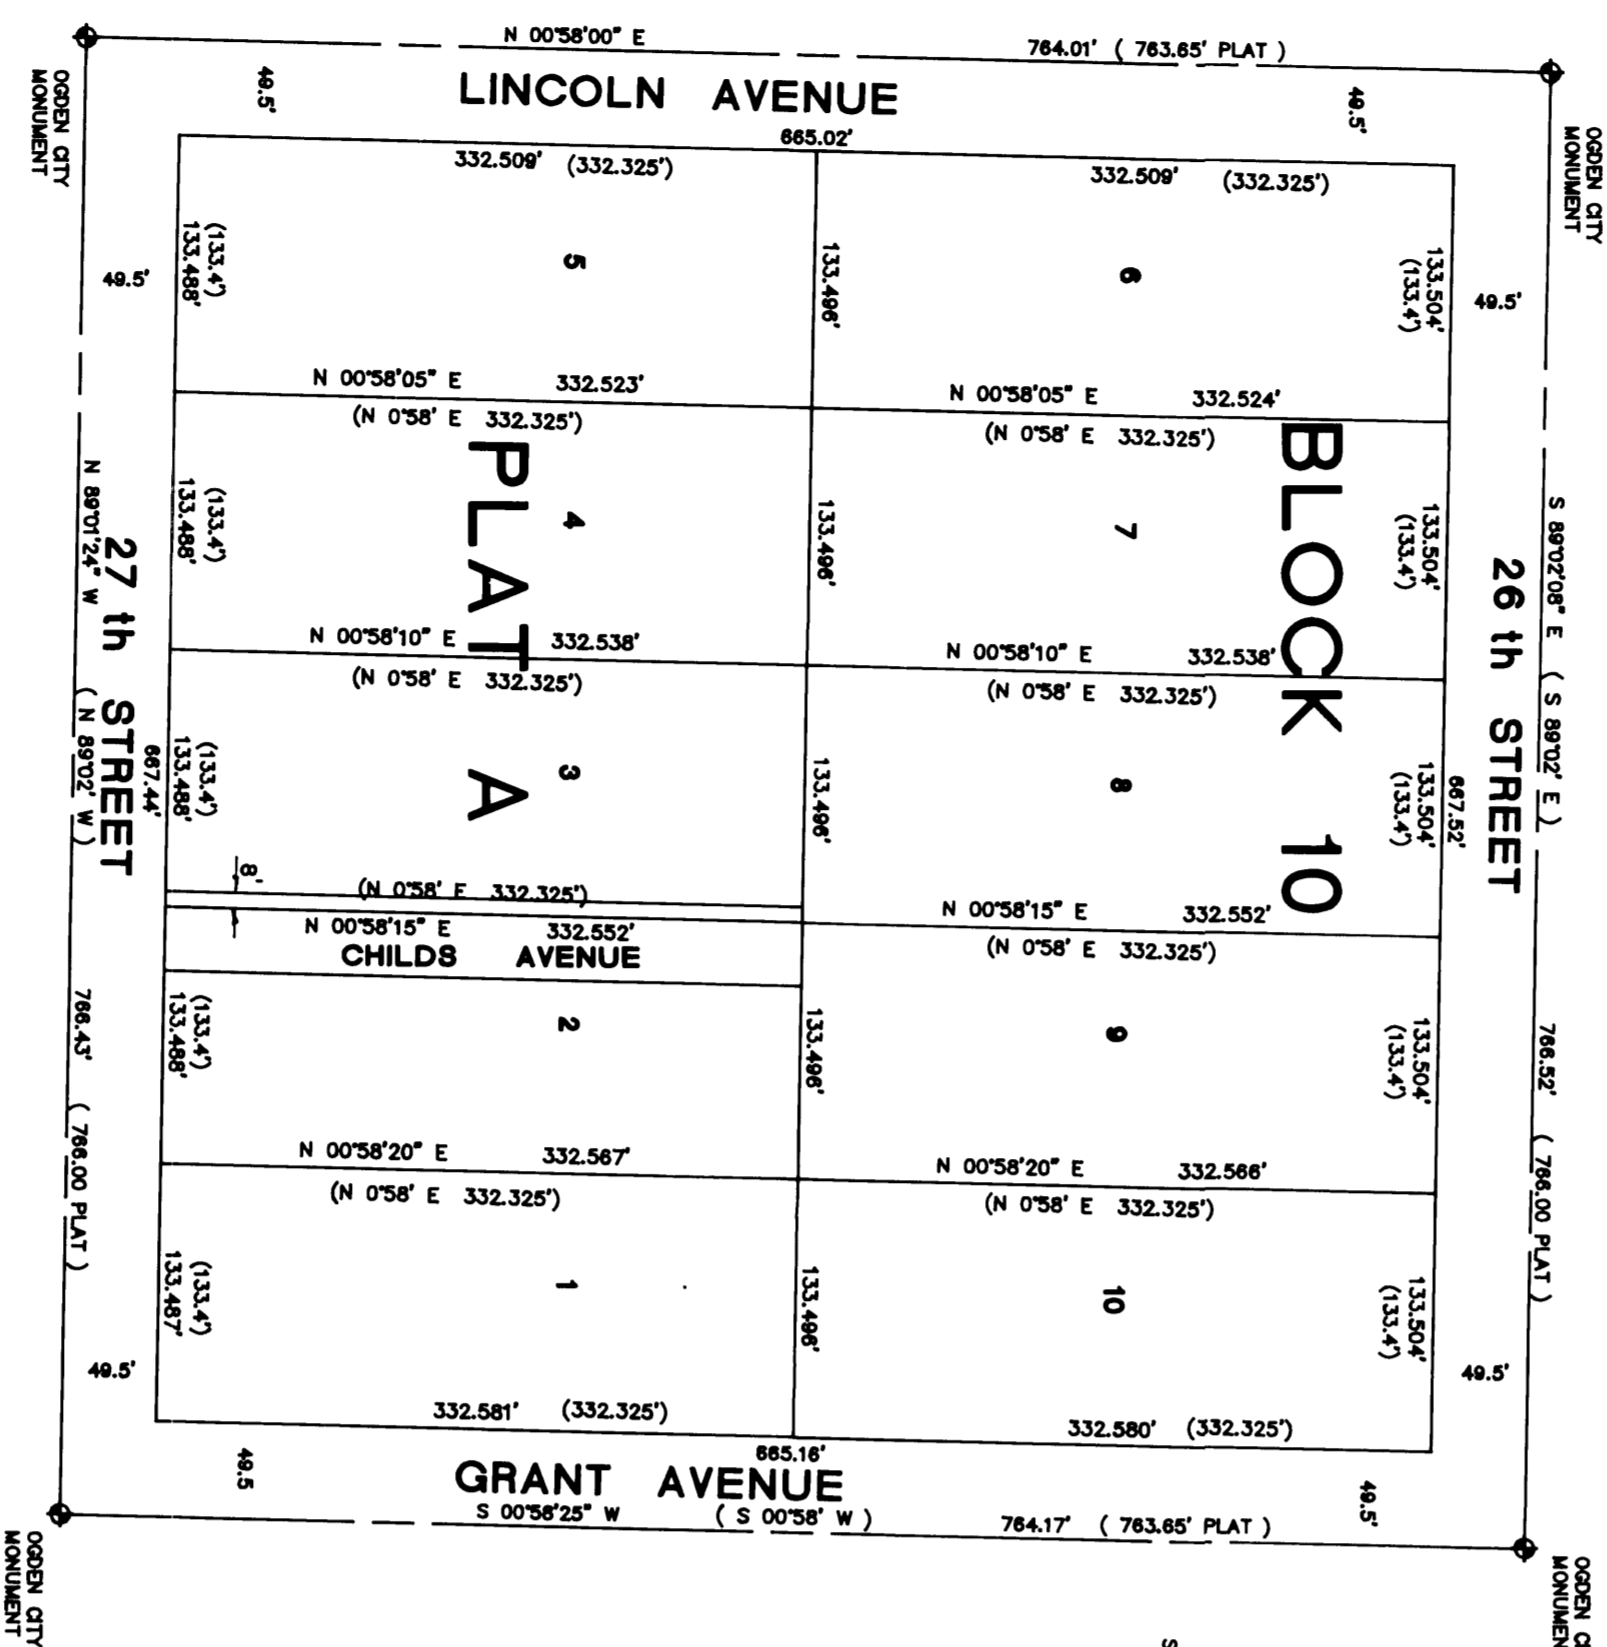 N 00°58'00" E
764.01' ( 763.65' PLAT )
LINCOLN AVENUE
OGDEN CITY
MONUMENT
49.5'
49.5'
OGDEN CITY
MONUMENT
665.02'
332.509' (332.325')
332.509' (332.325')
(133.4')
133.488'
49.5'
5
133.496'
6
133.504'
(133.4')
49.5'
N 00°58'05" E 332.523'
(N 0°58' E 332.325')
N 00°58'05" E 332.524'
(N 0°58' E 332.325')
PLAT A
BLOCK 10
(133.4')
133.488'
4
133.496'
7
133.504'
(133.4')
N 89°01'24" W
( N 89°02' W )
766.43' ( 766.00 PLAT )
27 th STREET
26 th STREET
S 89°02'08" E ( S 89°02' E )
766.52' ( 766.00 PLAT )
N 00°58'10" E 332.538'
(N 0°58' E 332.325')
N 00°58'10" E 332.538'
(N 0°58' E 332.325')
667.44'
(133.4')
133.488'
3
133.496'
8
133.504'
(133.4')
667.52'
8'
(N 0°58' E 332.325')
N 00°58'15" E 332.552'
CHILDS AVENUE
N 00°58'15" E 332.552'
(N 0°58' E 332.325')
(133.4')
133.488'
2
133.496'
9
133.504'
(133.4')
N 00°58'20" E 332.567'
(N 0°58' E 332.325')
N 00°58'20" E 332.566'
(N 0°58' E 332.325')
(133.4')
133.487'
1
133.496'
10
133.504'
(133.4')
49.5'
49.5'
332.581' (332.325')
332.580' (332.325')
665.16'
49.5
GRANT AVENUE
49.5'
S 00°58'25" W ( S 00°58' W )
764.17' ( 763.65' PLAT )
OGDEN CITY
MONUMENT
OGDEN C
MONUMEN
S